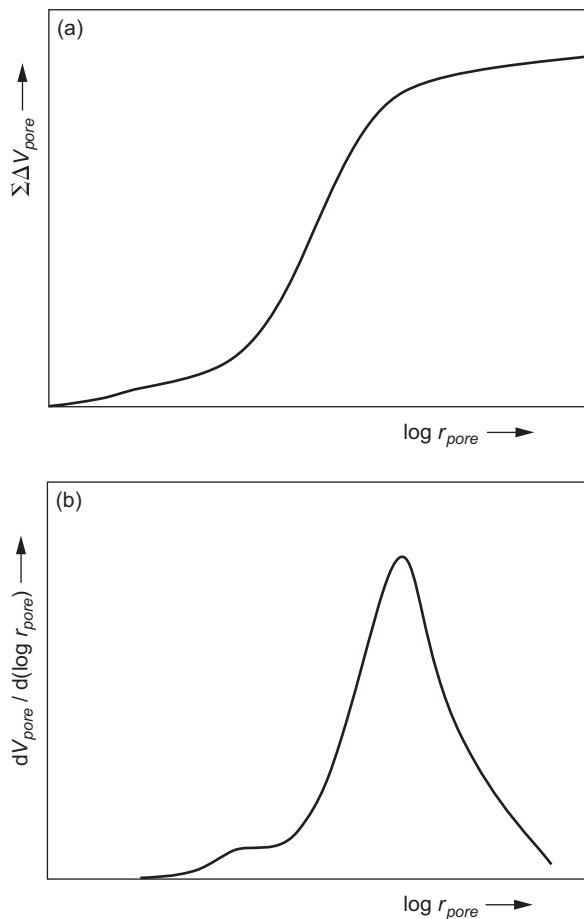 (a)
ΣΔV_pore →
log r_pore →
(b)
dV_pore / d(log r_pore) →
log r_pore →